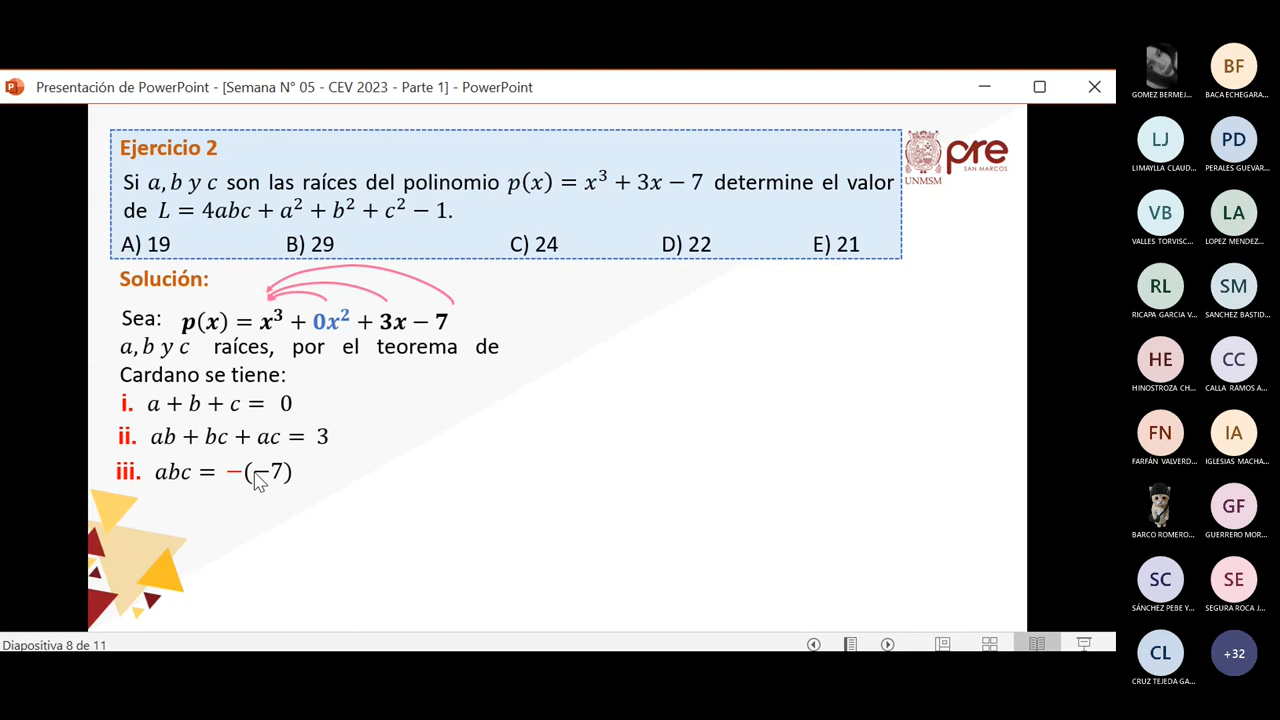 Presentación de PowerPoint - [Semana N° 05 - CEV 2023 - Parte 1] - PowerPoint
Ejercicio 2
Si a, b y c son las raíces del polinomio p(x) = x³ + 3x − 7 determine el valor
de L = 4abc + a² + b² + c² − 1.
A) 19 B) 29 C) 24 D) 22 E) 21
UNMSM
pre
SAN MARCOS
Solución:
Sea: p(x) = x³ + 0x² + 3x − 7
a, b y c raíces, por el teorema de
Cardano se tiene:
i. a + b + c = 0
ii. ab + bc + ac = 3
iii. abc = −(−7)
Diapositiva 8 de 11
GOMEZ BERMEJ...
BF
BACA ECHEGARA...
LJ
LIMAYLLA CLAUD...
PD
PERALES GUEVAR...
VB
VALLES TORVISC...
LA
LOPEZ MENDEZ...
RL
RICAPA GARCIA V...
SM
SANCHEZ BASTID...
HE
HINOSTROZA CH...
CC
CALLA RAMOS A...
FN
FARFÁN VALVERD...
IA
IGLESIAS MACHA...
BARCO ROMERO...
GF
GUERRERO MOR...
SC
SÁNCHEZ PEBE Y...
SE
SEGURA ROCA J...
CL
CRUZ TEJEDA GA...
+32